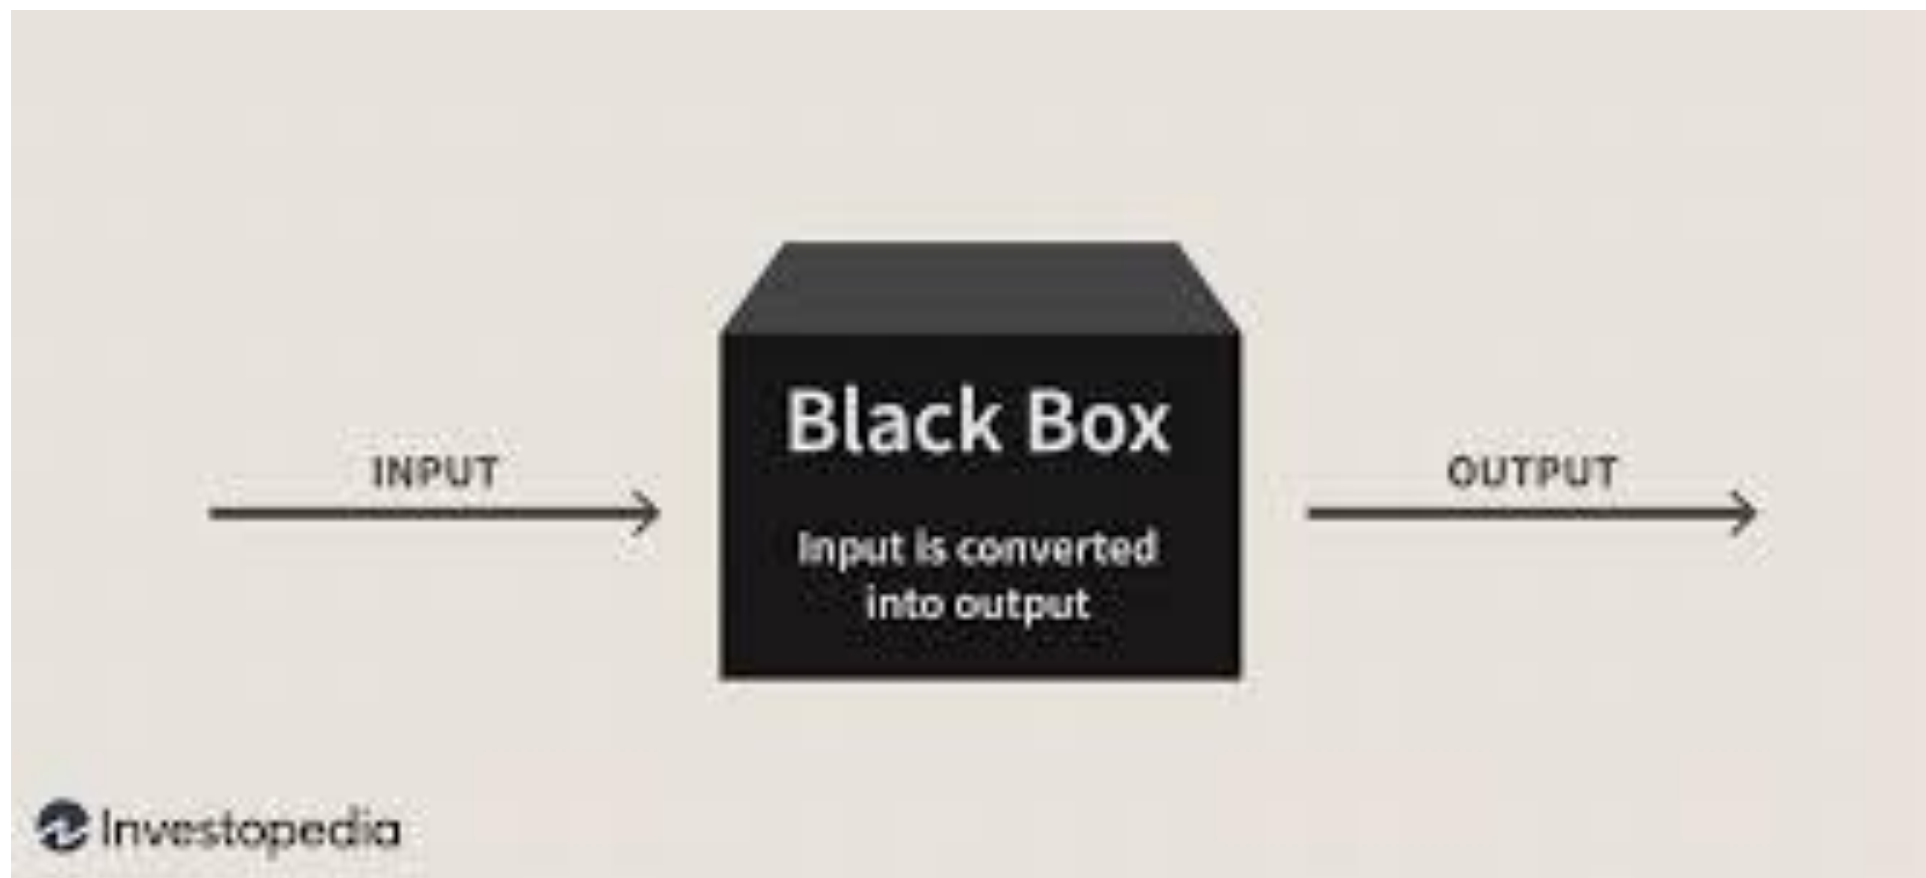 Black Box
INPUT
OUTPUT
Input is converted
into output
Investopedia